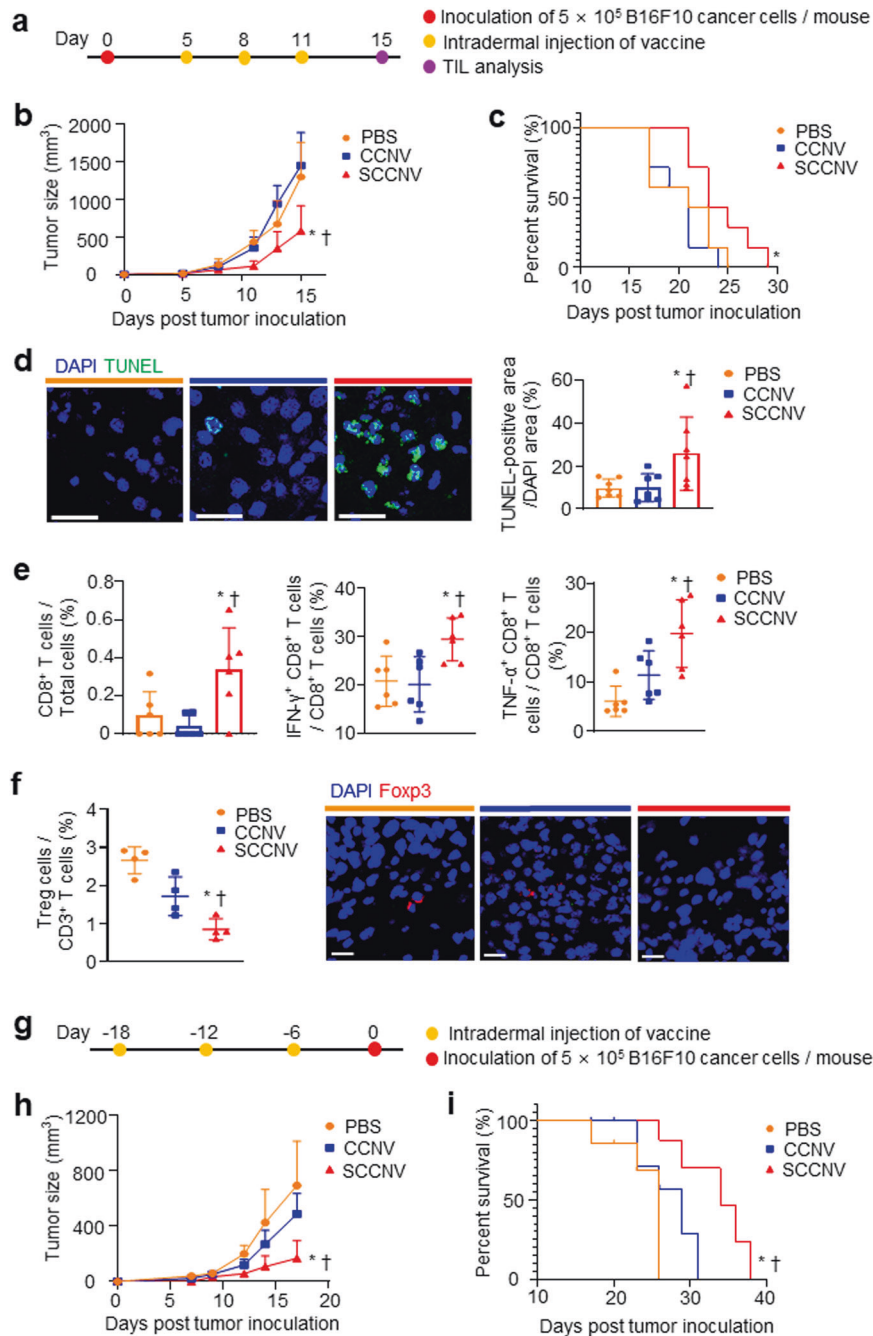 a
Day 0 5 8 11 15
Inoculation of 5 × 10⁵ B16F10 cancer cells / mouse
Intradermal injection of vaccine
TIL analysis
b
Tumor size (mm³)
2000
1500
1000
500
0
0 5 10 15
Days post tumor inoculation
PBS
CCNV
SCCNV
* †
c
Percent survival (%)
100
50
0
10 15 20 25 30
Days post tumor inoculation
PBS
CCNV
SCCNV
*
d
DAPI TUNEL
TUNEL-positive area
/DAPI area (%)
60
40
20
0
* †
PBS
CCNV
SCCNV
e
CD8⁺ T cells /
Total cells (%)
0.8
0.6
0.4
0.2
0
* †
IFN-γ⁺ CD8⁺ T cells
/ CD8⁺ T cells (%)
40
30
20
10
* †
TNF-α⁺ CD8⁺ T
cells / CD8⁺ T cells
(%)
30
20
10
0
* †
PBS
CCNV
SCCNV
f
Treg cells /
CD3⁺ T cells (%)
4
3
2
1
0
* †
PBS
CCNV
SCCNV
DAPI Foxp3
g
Day -18 -12 -6 0
Intradermal injection of vaccine
Inoculation of 5 × 10⁵ B16F10 cancer cells / mouse
h
Tumor size (mm³)
1200
800
400
0
0 5 10 15 20
Days post tumor inoculation
PBS
CCNV
SCCNV
* †
i
Percent survival (%)
100
50
0
10 20 30 40
Days post tumor inoculation
PBS
CCNV
SCCNV
* †